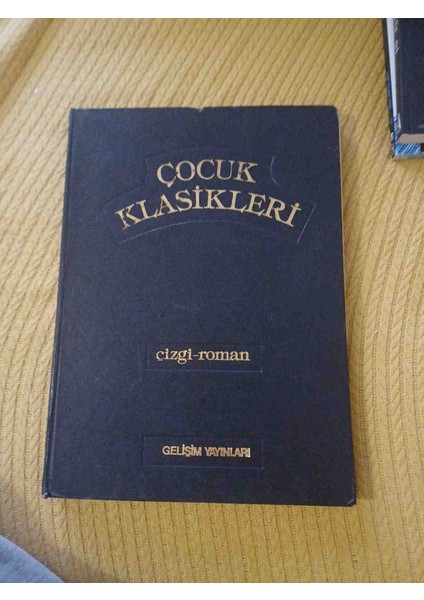 ÇOCUK
KLASİKLERİ
çizgi-roman
GELİŞİM YAYINLARI